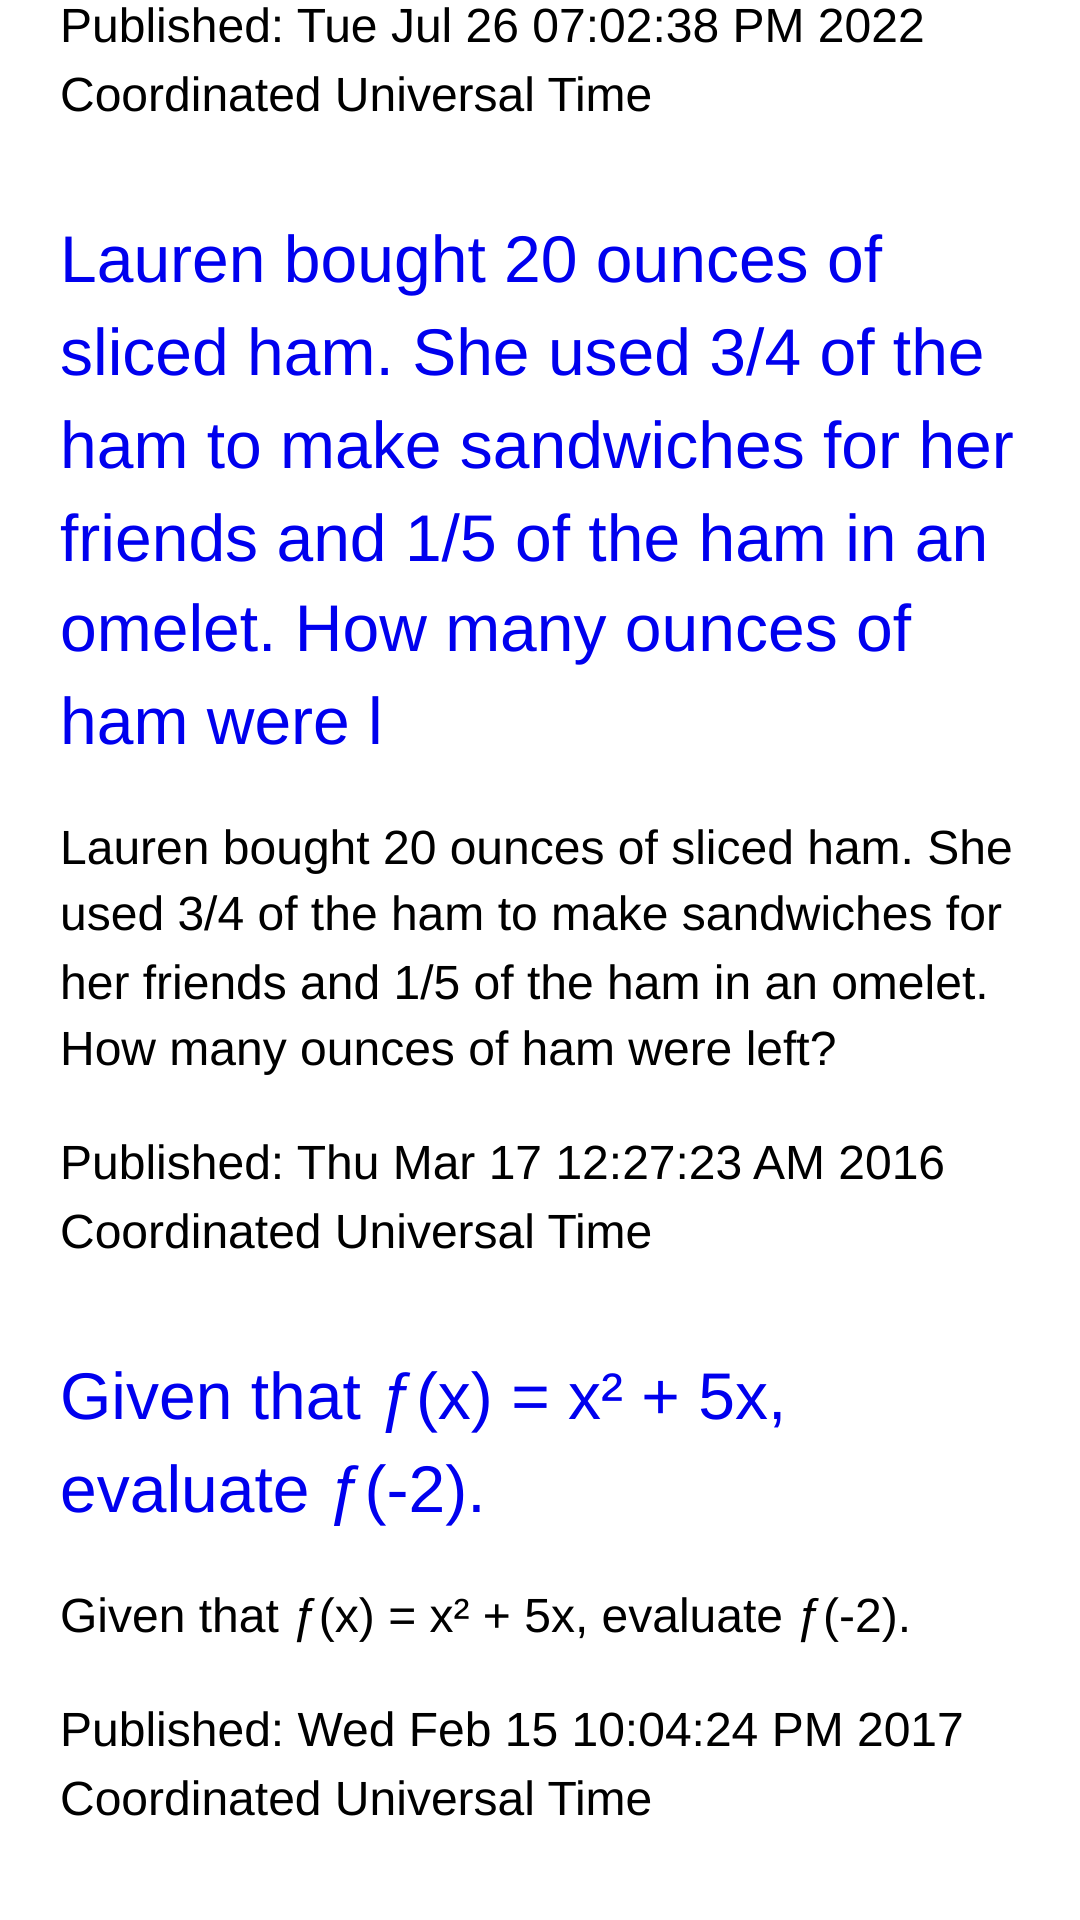 Published: Tue Jul 26 07:02:38 PM 2022
Coordinated Universal Time
Lauren bought 20 ounces of
sliced ham. She used 3/4 of the
ham to make sandwiches for her
friends and 1/5 of the ham in an
omelet. How many ounces of
ham were l
Lauren bought 20 ounces of sliced ham. She
used 3/4 of the ham to make sandwiches for
her friends and 1/5 of the ham in an omelet.
How many ounces of ham were left?
Published: Thu Mar 17 12:27:23 AM 2016
Coordinated Universal Time
Given that ƒ(x) = x² + 5x,
evaluate ƒ(-2).
Given that ƒ(x) = x² + 5x, evaluate ƒ(-2).
Published: Wed Feb 15 10:04:24 PM 2017
Coordinated Universal Time